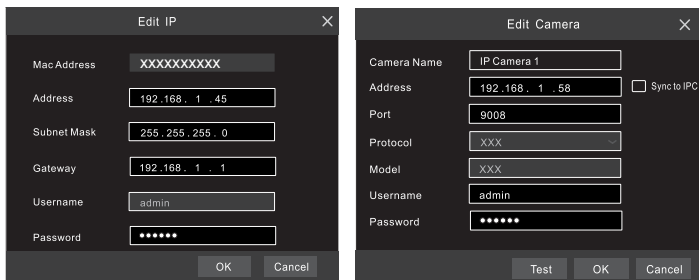 Edit IP
Mac Address XXXXXXXXXX
Address 192.168. 1 .45
Subnet Mask 255.255.255. 0
Gateway 192.168. 1 . 1
Username admin
Password ●●●●●●
OK Cancel
Edit Camera
Camera Name IP Camera 1
Address 192.168. 1 .58 Sync to IPC
Port 9008
Protocol XXX
Model XXX
Username admin
Password ●●●●●●
Test OK Cancel